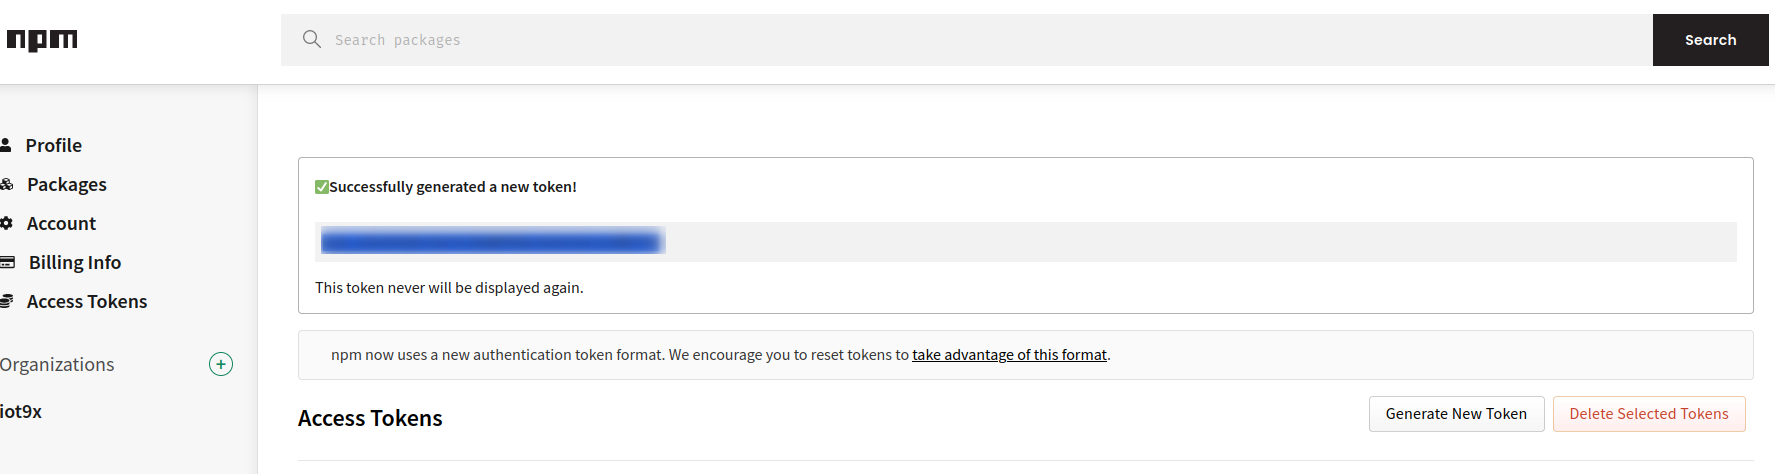 npm
Search packages
Search
Profile
Packages
Account
Billing Info
Access Tokens
Organizations
+
iot9x
✅Successfully generated a new token!
This token never will be displayed again.
npm now uses a new authentication token format. We encourage you to reset tokens to take advantage of this format.
Access Tokens
Generate New Token
Delete Selected Tokens